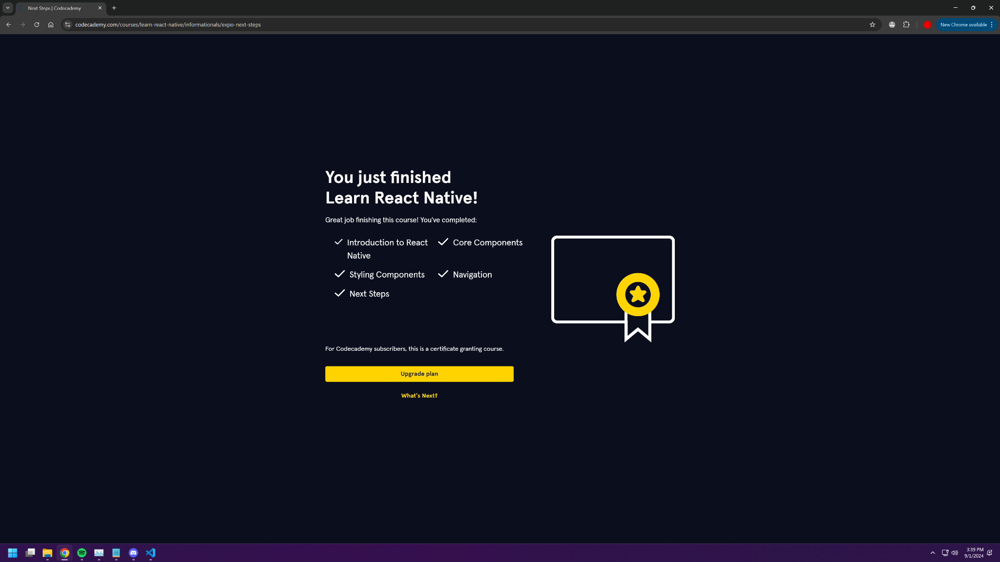 Next Steps | Codecademy
codecademy.com/courses/learn-react-native/informationals/expo-next-steps
New Chrome available
You just finished
Learn React Native!
Great job finishing this course! You've completed:
Introduction to React
Native
Core Components
Styling Components
Navigation
Next Steps
For Codecademy subscribers, this is a certificate granting course.
Upgrade plan
What's Next?
3:39 PM
9/1/2024